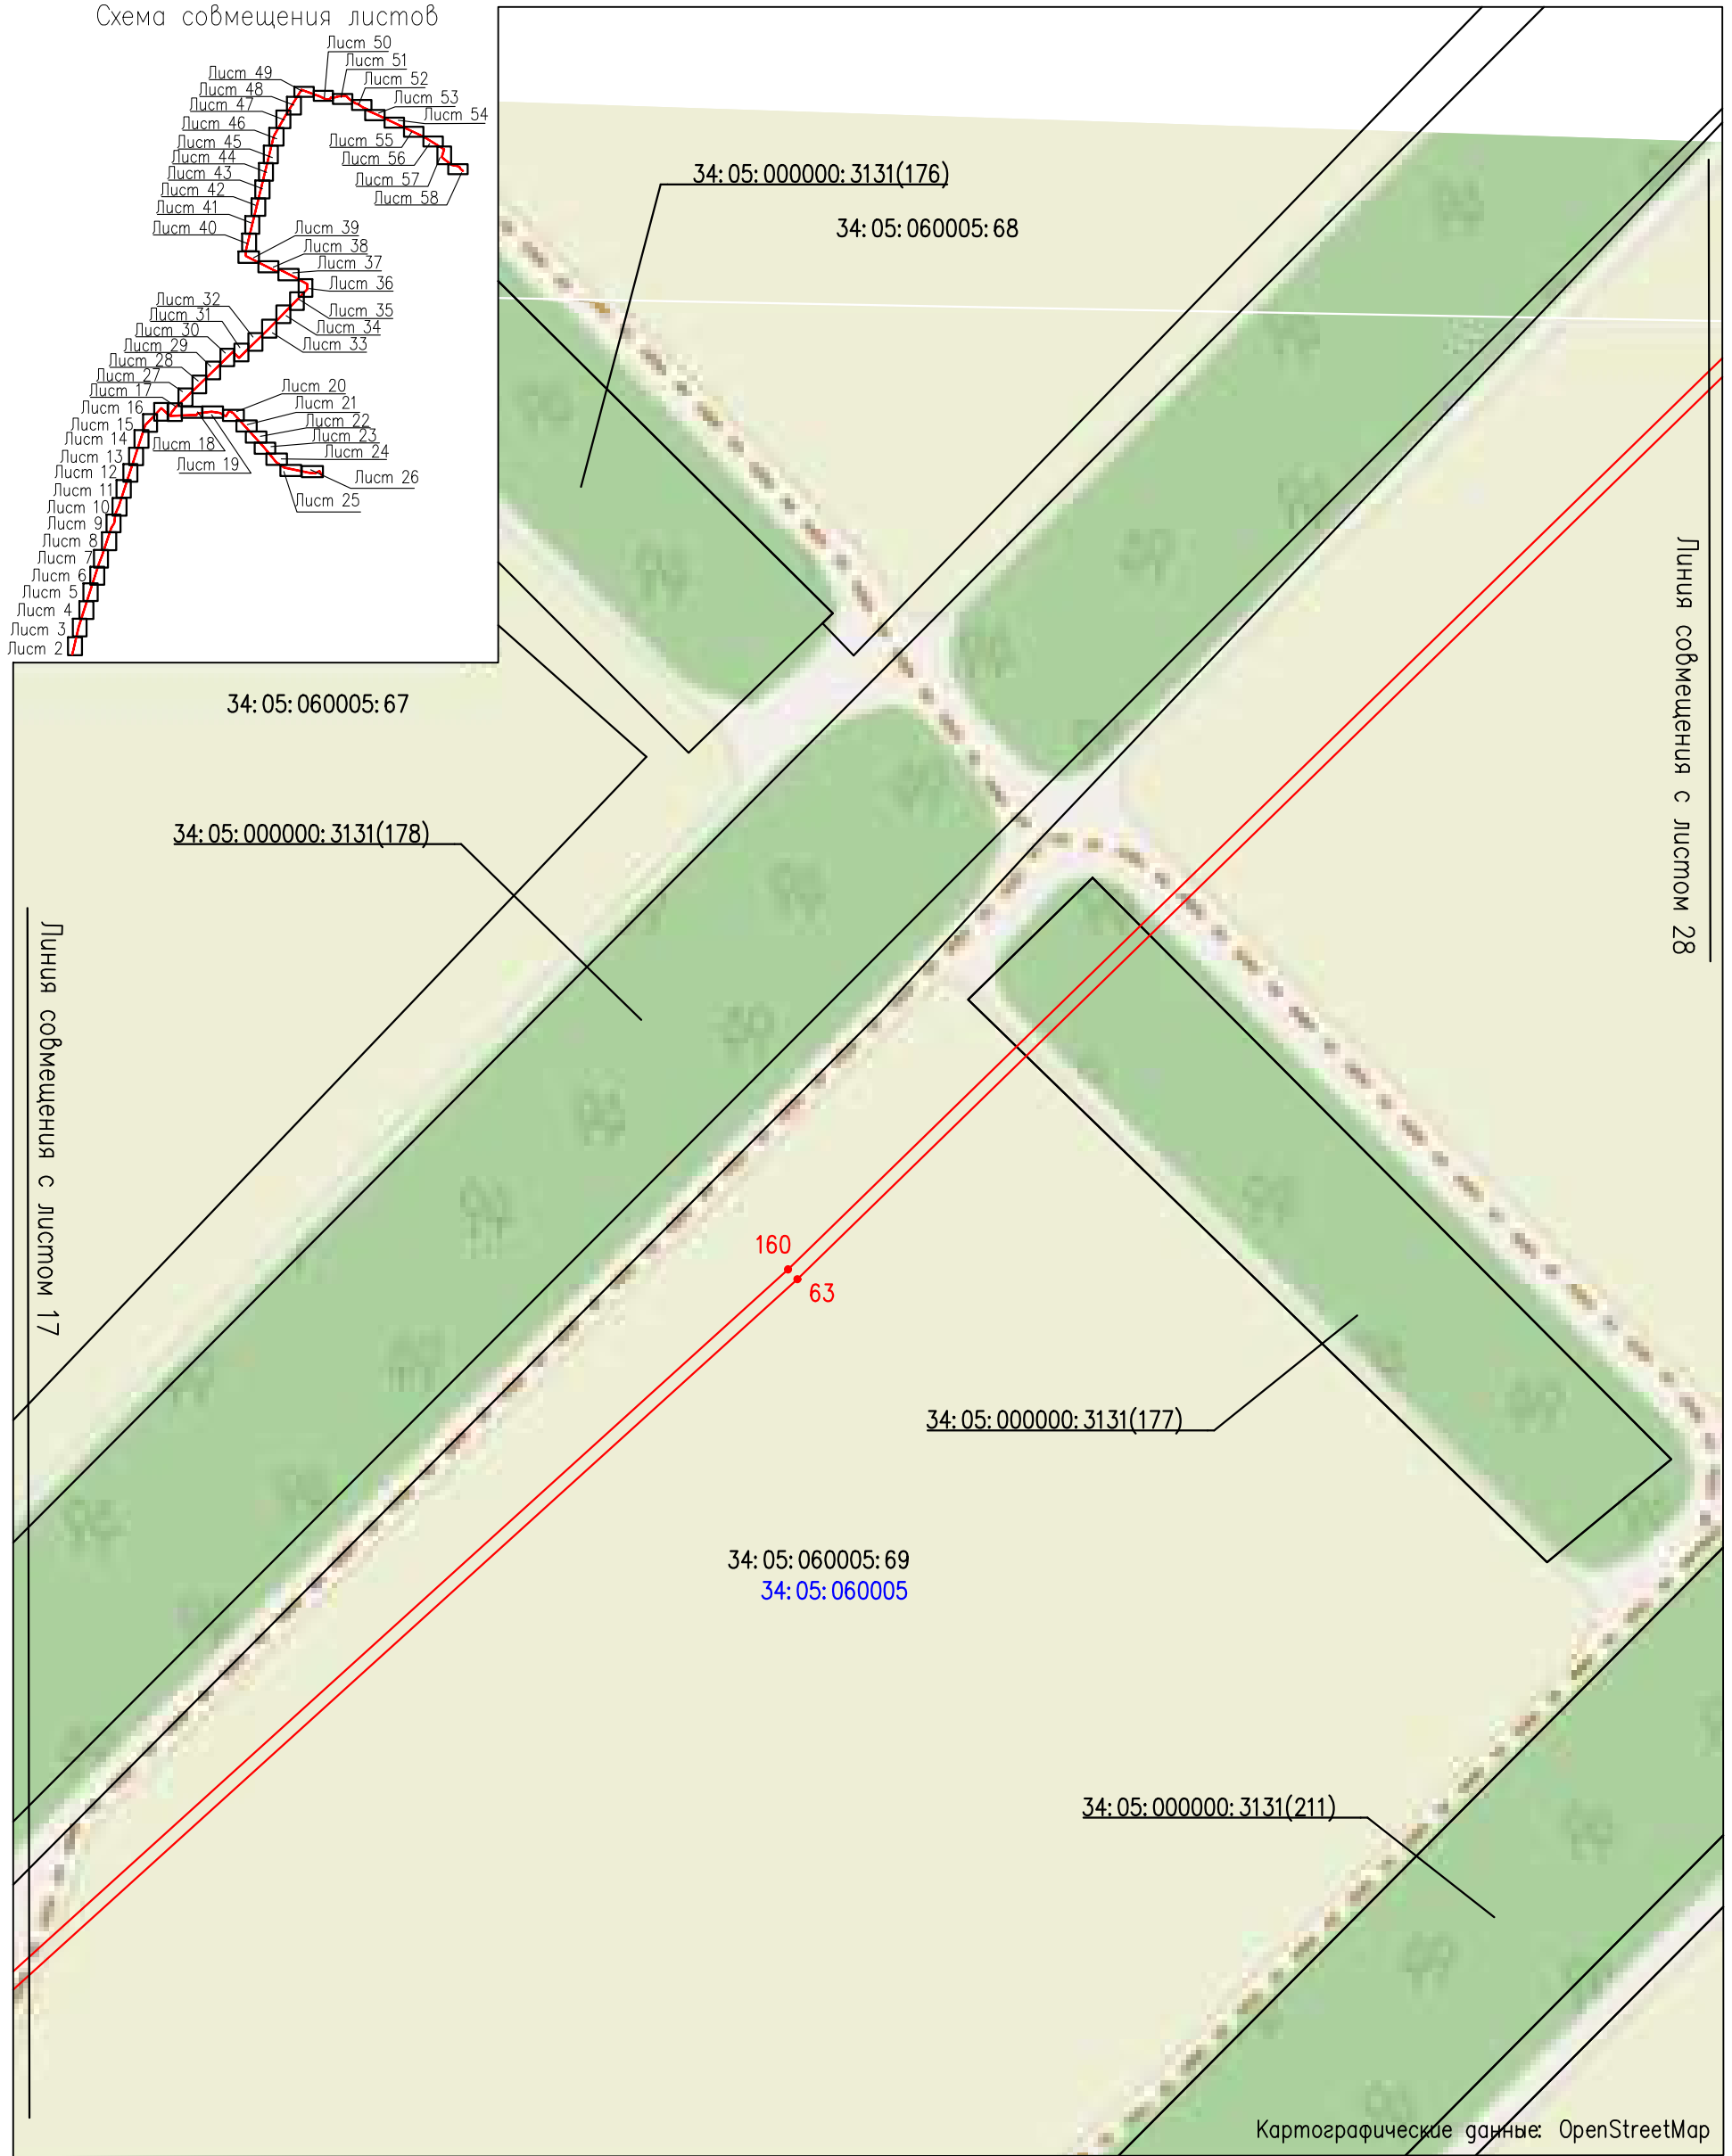 Схема совмещения листов
Лист 50
Лист 51
Лист 49
Лист 52
Лист 48
Лист 53
Лист 47
Лист 54
Лист 46
Лист 55
Лист 45
Лист 56
Лист 44
Лист 43
Лист 57
Лист 42
Лист 58
Лист 41
Лист 40
Лист 39
Лист 38
Лист 37
Лист 36
Лист 32
Лист 35
Лист 31
Лист 34
Лист 30
Лист 33
Лист 29
Лист 28
Лист 27
Лист 20
Лист 17
Лист 21
Лист 16
Лист 22
Лист 15
Лист 23
Лист 14
Лист 18
Лист 24
Лист 13
Лист 19
Лист 12
Лист 26
Лист 11
Лист 25
Лист 10
Лист 9
Лист 8
Лист 7
Лист 6
Лист 5
Лист 4
Лист 3
Лист 2
34:05:000000:3131(176)
34:05:060005:68
34:05:060005:67
34:05:000000:3131(178)
Линия совмещения с листом 28
Линия совмещения с листом 17
160
63
34:05:000000:3131(177)
34:05:060005:69
34:05:060005
34:05:000000:3131(211)
Картографические данные: OpenStreetMap